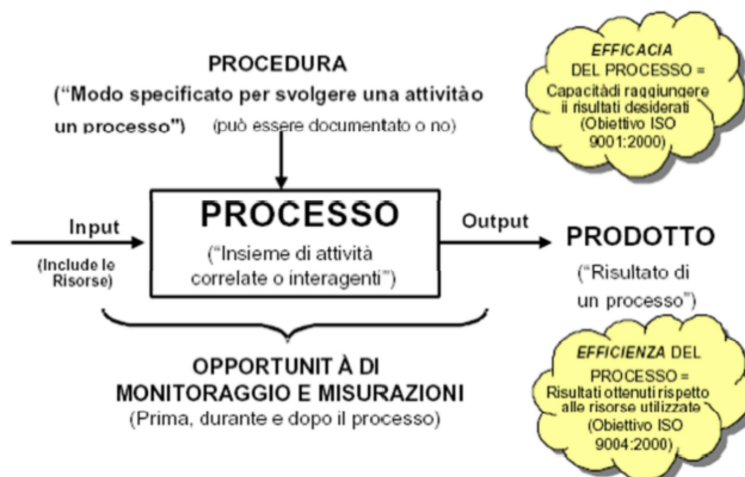 PROCEDURA
("Modo specificato per svolgere una attivitào
un processo") (può essere documentato o no)
EFFICACIA
DEL PROCESSO =
Capacitàdi raggiungere
ii risultati desiderati
(Obiettivo ISO
9001:2000)
Input
(Include le
Risorse)
PROCESSO
("Insieme di attività
correlate o interagenti")
Output
PRODOTTO
("Risultato di
un processo")
OPPORTUNIT À DI
MONITORAGGIO E MISURAZIONI
(Prima, durante e dopo il processo)
EFFICIENZA DEL
PROCESSO =
Risultati ottenuti rispetto
alle risorse utilizzate
(Obiettivo ISO
9004:2000)